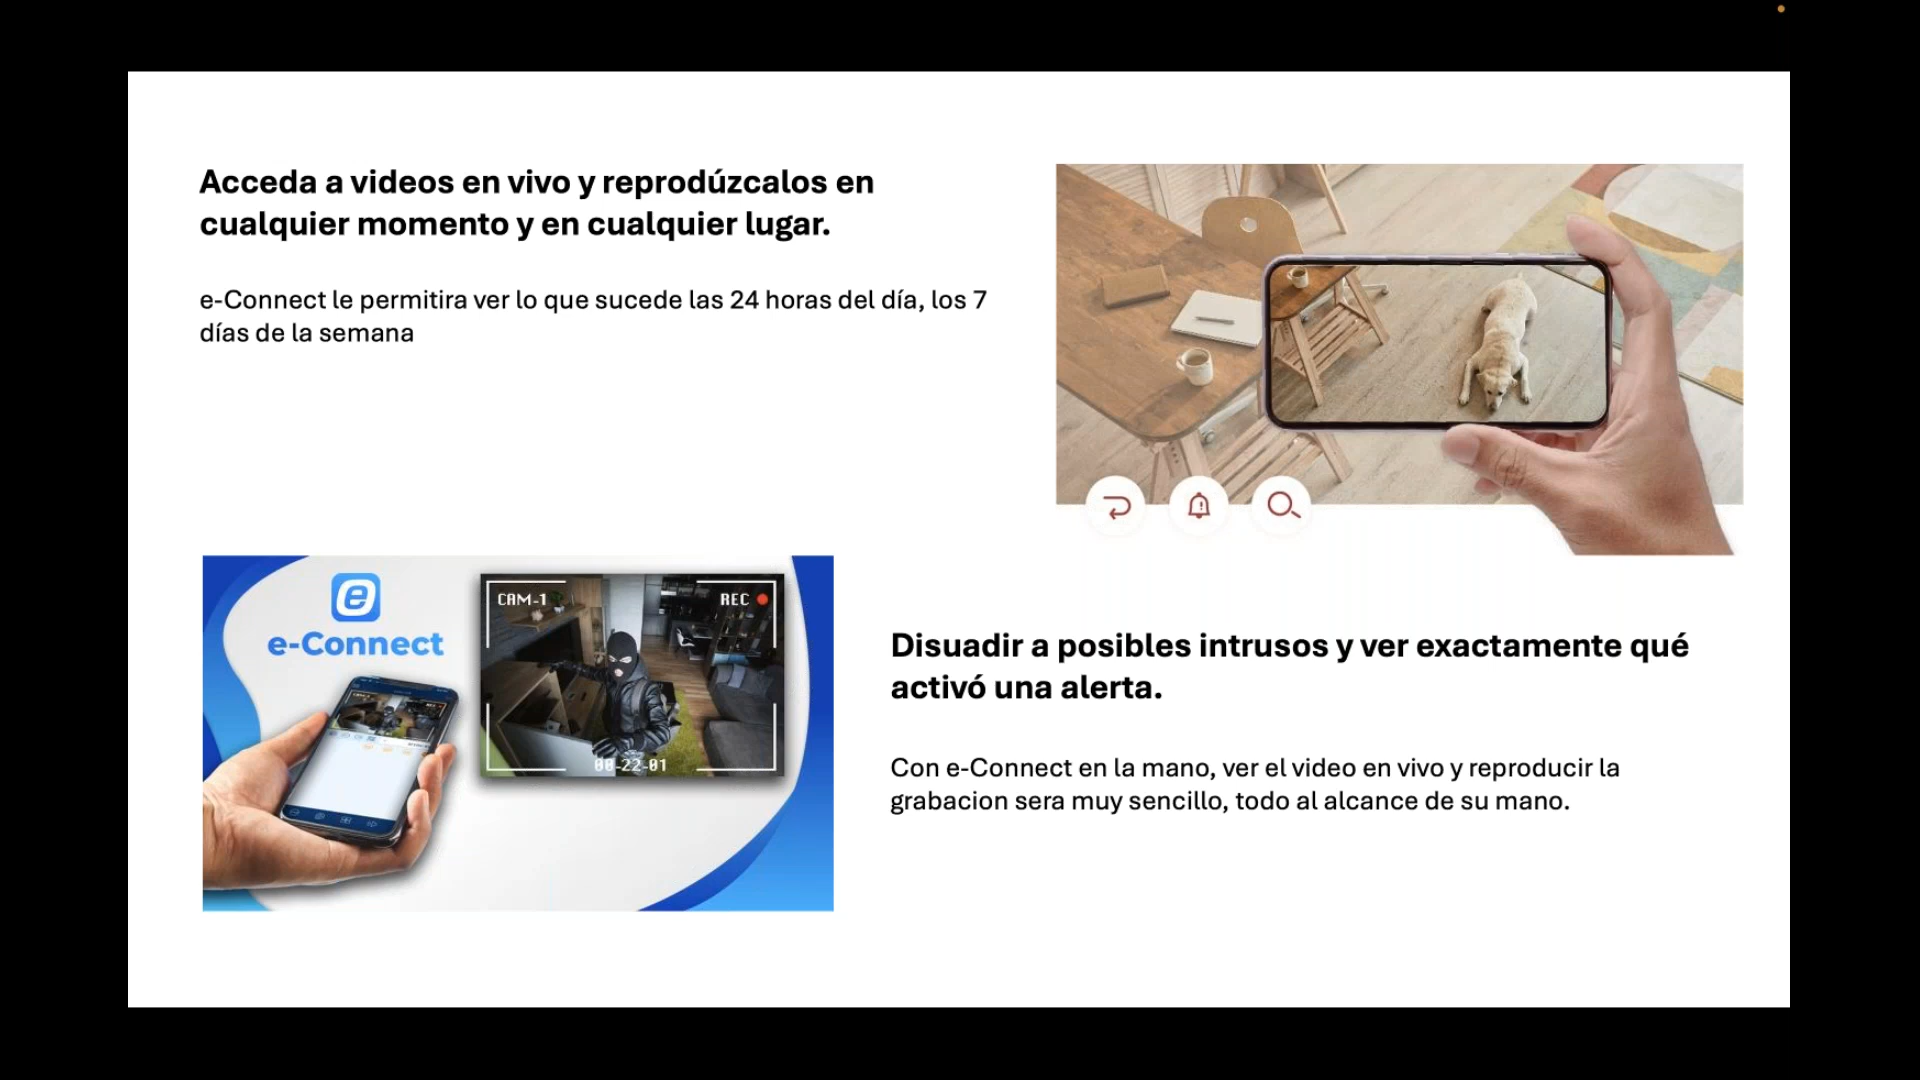 Acceda a videos en vivo y reprodúzcalos en
cualquier momento y en cualquier lugar.
e-Connect le permitira ver lo que sucede las 24 horas del día, los 7
días de la semana
e-Connect
CAM-1
REC
00-22-01
Disuadir a posibles intrusos y ver exactamente qué
activó una alerta.
Con e-Connect en la mano, ver el video en vivo y reproducir la
grabacion sera muy sencillo, todo al alcance de su mano.